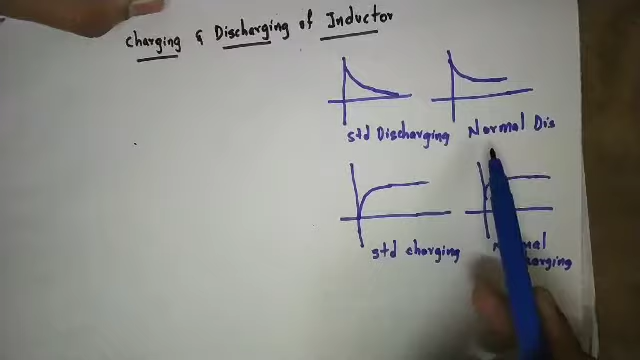 Charging & Discharging of Inductor
std Discharging
Normal Dis
std charging